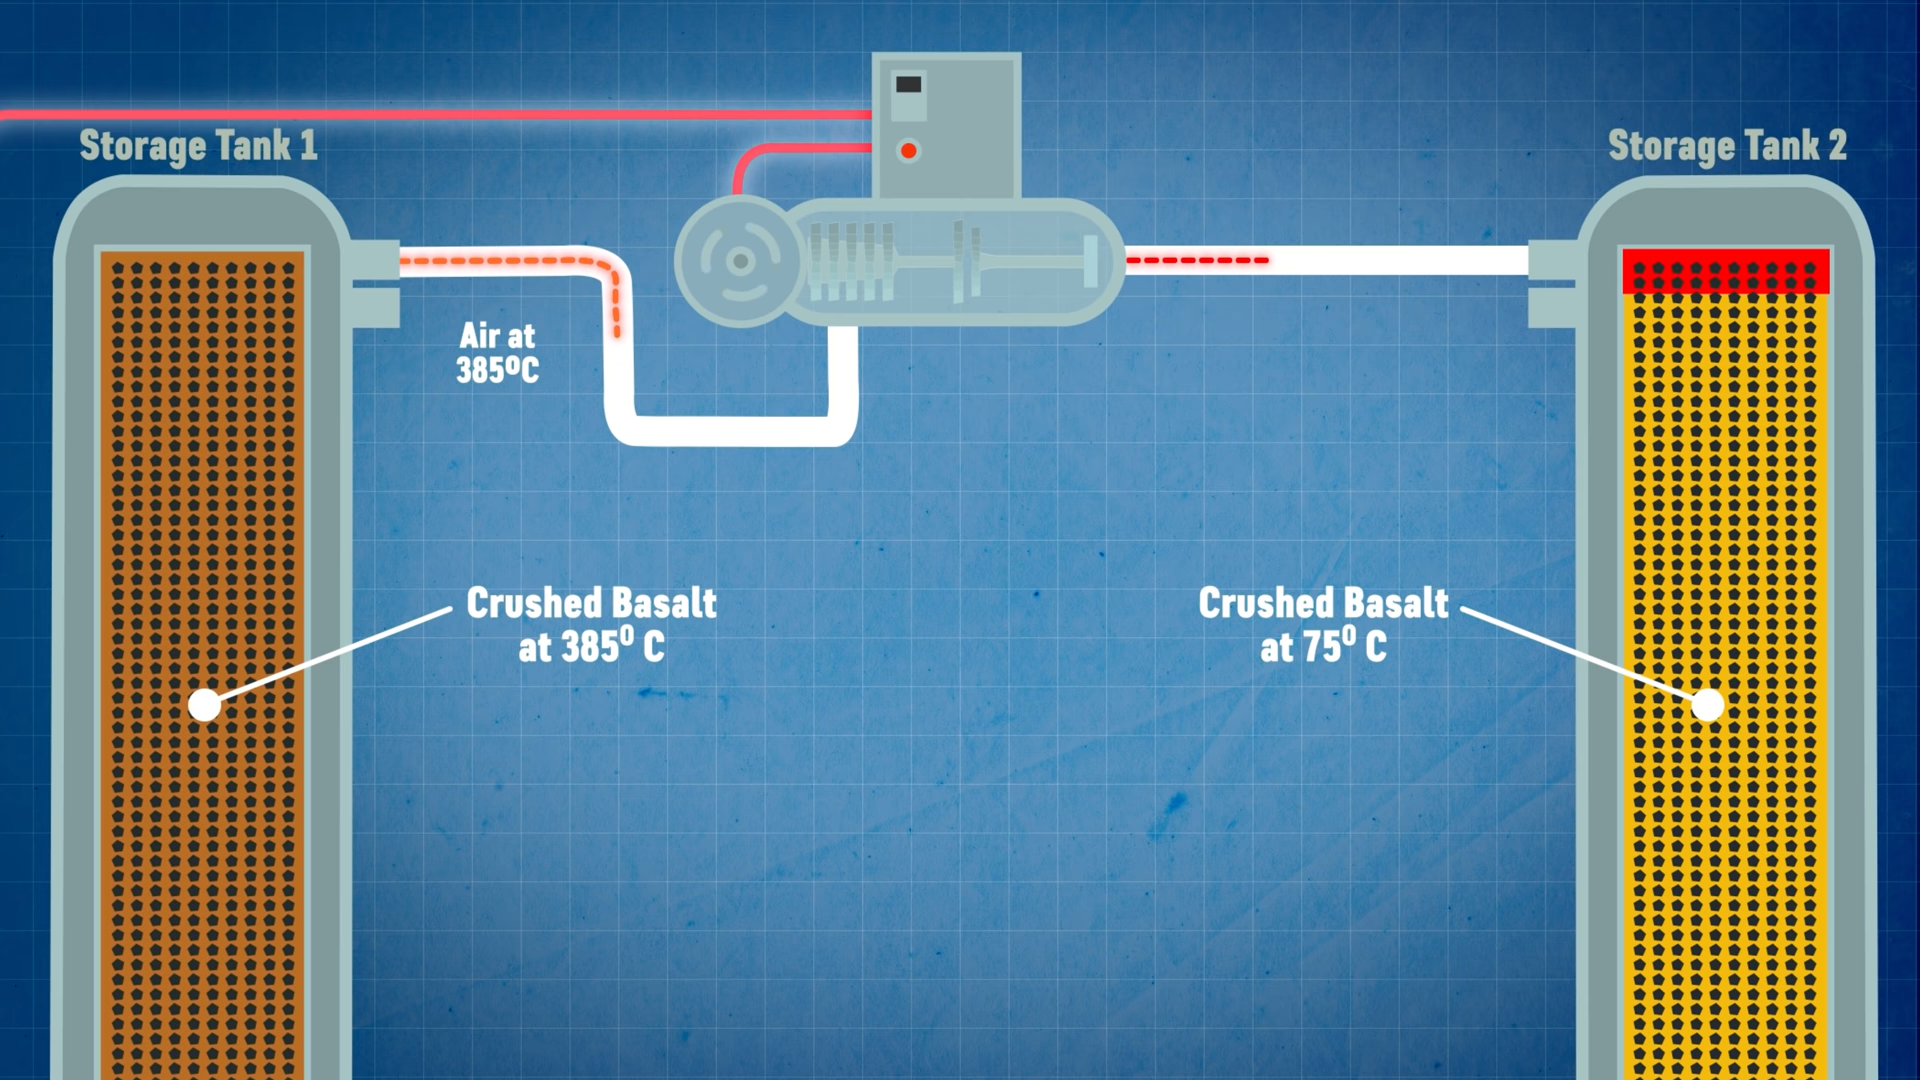 Storage Tank 1
Storage Tank 2
Air at
385ºC
Crushed Basalt
at 385⁰ C
Crushed Basalt
at 75⁰ C